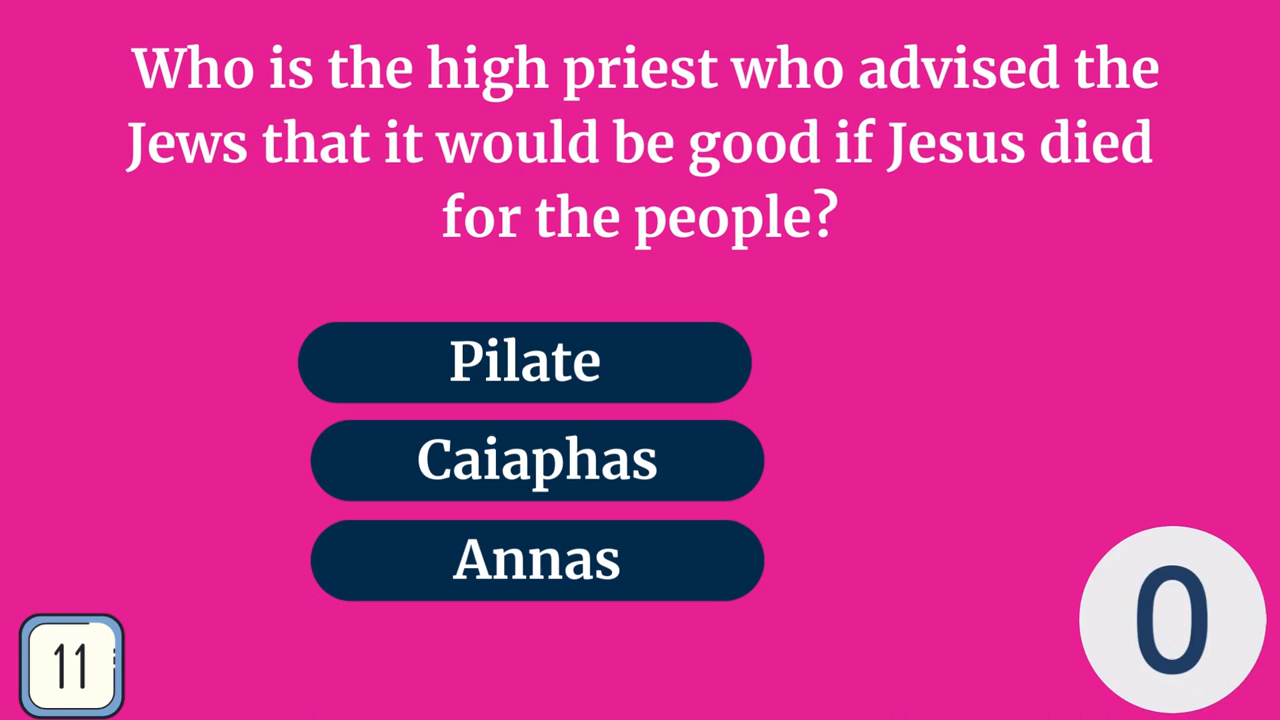 Who is the high priest who advised the
Jews that it would be good if Jesus died
for the people?
Pilate
Caiaphas
Annas
11
0